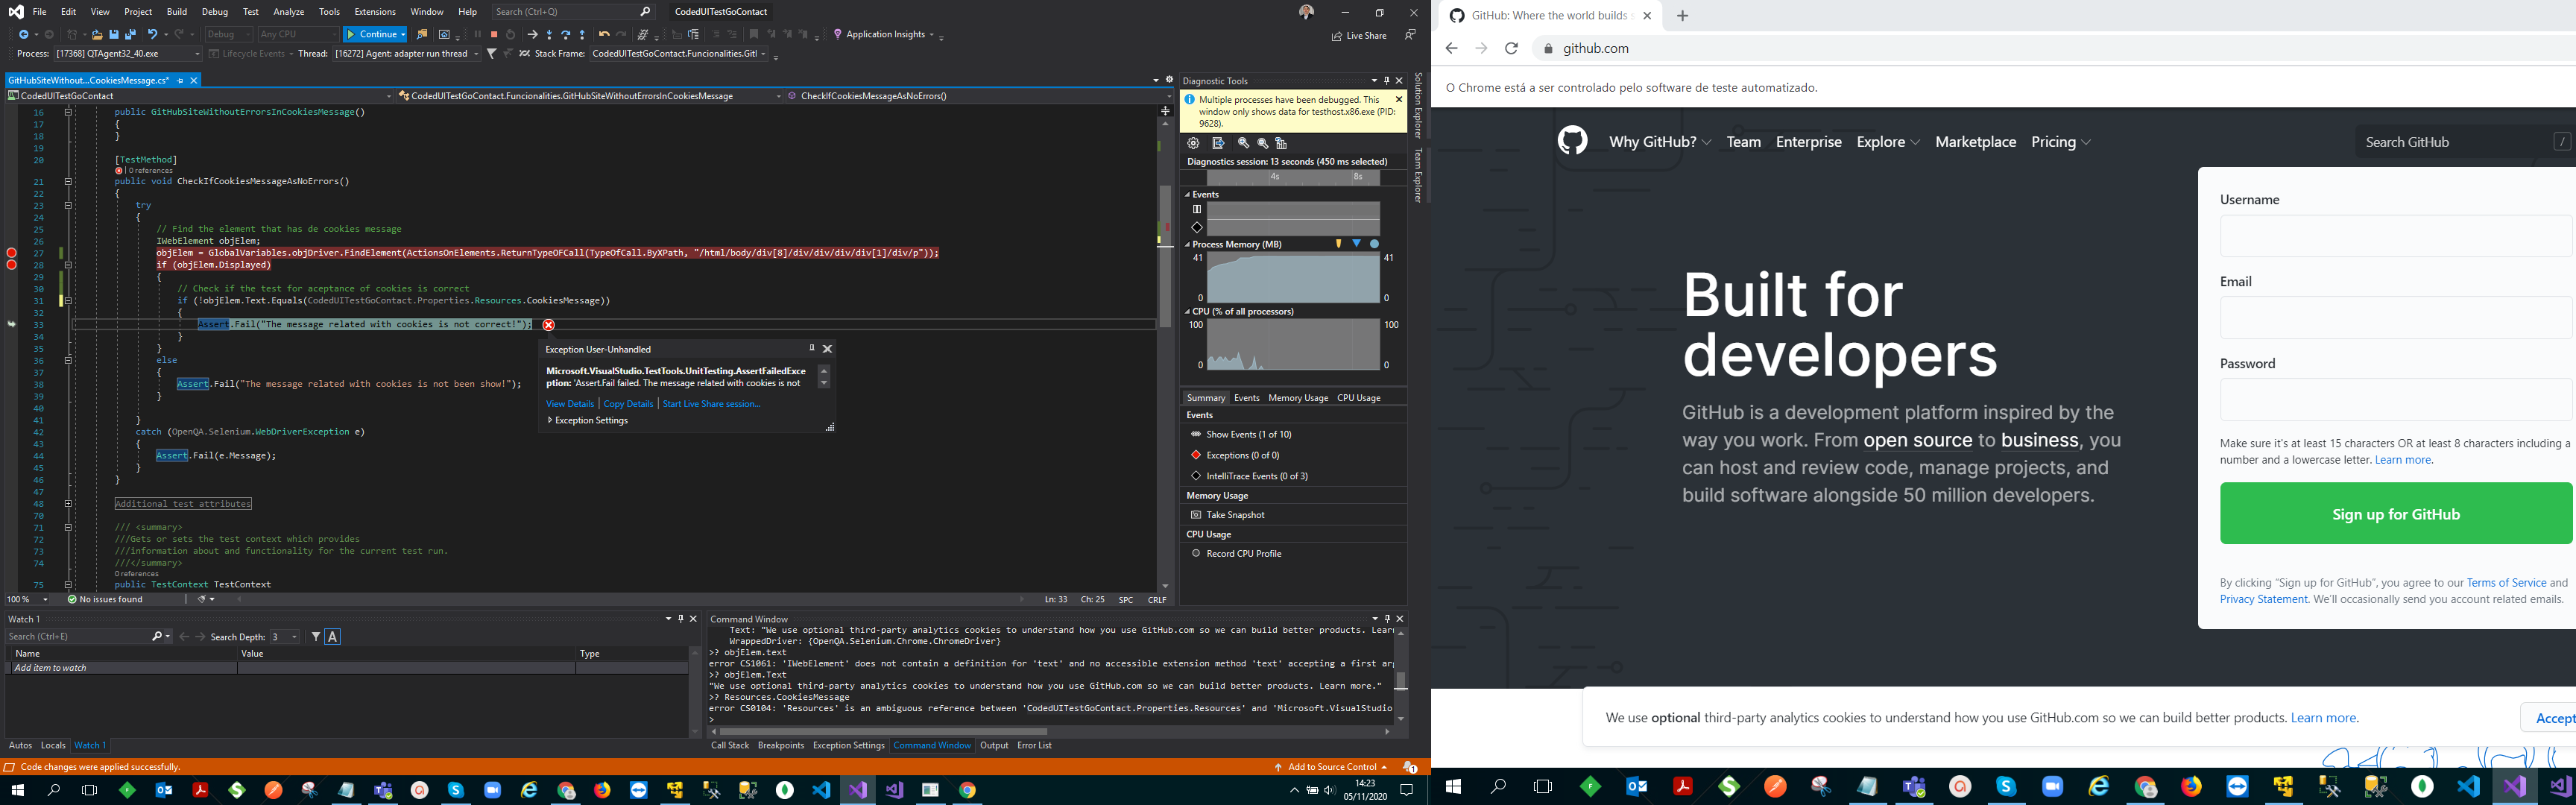 File Edit View Project Build Debug Test Analyze Tools Extensions Window Help Search (Ctrl+Q) CodedUITestGoContact
Debug Any CPU Continue Application Insights Live Share
Process: [17368] QTAgent32_40.exe Lifecycle Events Thread: [16272] Agent: adapter run thread Stack Frame: CodedUITestGoContact.Funcionalities.GitH
GitHubSiteWithout...CookiesMessage.cs*
CodedUITestGoContact CodedUITestGoContact.Funcionalities.GitHubSiteWithoutErrorsInCookiesMessage CheckIfCookiesMessageAsNoErrors()
16 public GitHubSiteWithoutErrorsInCookiesMessage()
17 {
18 }
19
20 [TestMethod]
0 references
21 public void CheckIfCookiesMessageAsNoErrors()
22 {
23 try
24 {
25 // Find the element that has de cookies message
26 IWebElement objElem;
27 objElem = GlobalVariables.objDriver.FindElement(ActionsOnElements.ReturnTypeOFCall(TypeOfCall.ByXPath, "/html/body/div[8]/div/div/div/div[1]/div/p"));
28 if (objElem.Displayed)
29 {
30 // Check if the test for aceptance of cookies is correct
31 if (!objElem.Text.Equals(CodedUITestGoContact.Properties.Resources.CookiesMessage))
32 {
33 Assert.Fail("The message related with cookies is not correct!");
34 }
35 }
36 else
37 {
38 Assert.Fail("The message related with cookies is not been show!");
39 }
40
41 }
42 catch (OpenQA.Selenium.WebDriverException e)
43 {
44 Assert.Fail(e.Message);
45 }
46 }
47
48 Additional test attributes
70
71 /// <summary>
72 ///Gets or sets the test context which provides
73 ///information about and functionality for the current test run.
74 ///</summary>
0 references
75 public TestContext TestContext
Exception User-Unhandled
Microsoft.VisualStudio.TestTools.UnitTesting.AssertFailedExce
ption: 'Assert.Fail failed. The message related with cookies is not
View Details | Copy Details | Start Live Share session...
Exception Settings
100 % No issues found Ln: 33 Ch: 25 SPC CRLF
Diagnostic Tools
Multiple processes have been debugged. This
window only shows data for testhost.x86.exe (PID:
9628).
Diagnostics session: 13 seconds (450 ms selected)
4s 8s
Events
Process Memory (MB)
41 41
0 0
CPU (% of all processors)
100 100
0 0
Summary Events Memory Usage CPU Usage
Events
Show Events (1 of 10)
Exceptions (0 of 0)
IntelliTrace Events (0 of 3)
Memory Usage
Take Snapshot
CPU Usage
Record CPU Profile
Solution Explorer
Team Explorer
Watch 1
Search (Ctrl+E) Search Depth: 3
Name Value Type
Add item to watch
Autos Locals Watch 1
Command Window
Text: "We use optional third-party analytics cookies to understand how you use GitHub.com so we can build better products. Lear
WrappedDriver: {OpenQA.Selenium.Chrome.ChromeDriver}
>? objElem.text
error CS1061: 'IWebElement' does not contain a definition for 'text' and no accessible extension method 'text' accepting a first ar
>? objElem.Text
"We use optional third-party analytics cookies to understand how you use GitHub.com so we can build better products. Learn more."
>? Resources.CookiesMessage
error CS0104: 'Resources' is an ambiguous reference between 'CodedUITestGoContact.Properties.Resources' and 'Microsoft.VisualStudio
>
Call Stack Breakpoints Exception Settings Command Window Output Error List
Code changes were applied successfully. Add to Source Control 1
14:23
05/11/2020
GitHub: Where the world builds s
github.com
O Chrome está a ser controlado pelo software de teste automatizado.
Why GitHub? Team Enterprise Explore Marketplace Pricing Search GitHub /
Built for
developers
GitHub is a development platform inspired by the
way you work. From open source to business, you
can host and review code, manage projects, and
build software alongside 50 million developers.
Username
Email
Password
Make sure it's at least 15 characters OR at least 8 characters including a
number and a lowercase letter. Learn more.
Sign up for GitHub
By clicking "Sign up for GitHub", you agree to our Terms of Service and
Privacy Statement. We'll occasionally send you account related emails.
We use optional third-party analytics cookies to understand how you use GitHub.com so we can build better products. Learn more.
Accept